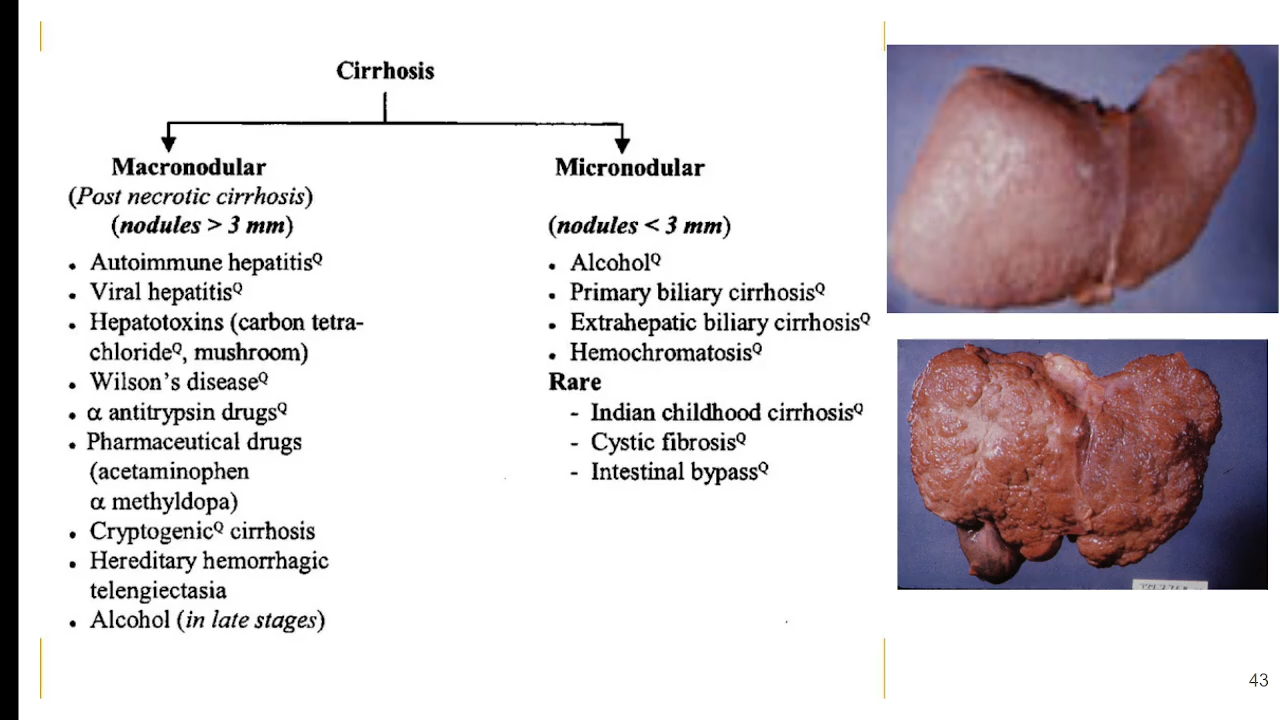 Cirrhosis
Macronodular
(Post necrotic cirrhosis)
(nodules > 3 mm)
• Autoimmune hepatitisQ
• Viral hepatitisQ
• Hepatotoxins (carbon tetra-
chlorideQ, mushroom)
• Wilson's diseaseQ
• α antitrypsin drugsQ
• Pharmaceutical drugs
(acetaminophen
α methyldopa)
• CryptogenicQ cirrhosis
• Hereditary hemorrhagic
telengiectasia
• Alcohol (in late stages)
Micronodular
(nodules < 3 mm)
• AlcoholQ
• Primary biliary cirrhosisQ
• Extrahepatic biliary cirrhosisQ
• HemochromatosisQ
Rare
- Indian childhood cirrhosisQ
- Cystic fibrosisQ
- Intestinal bypassQ
43